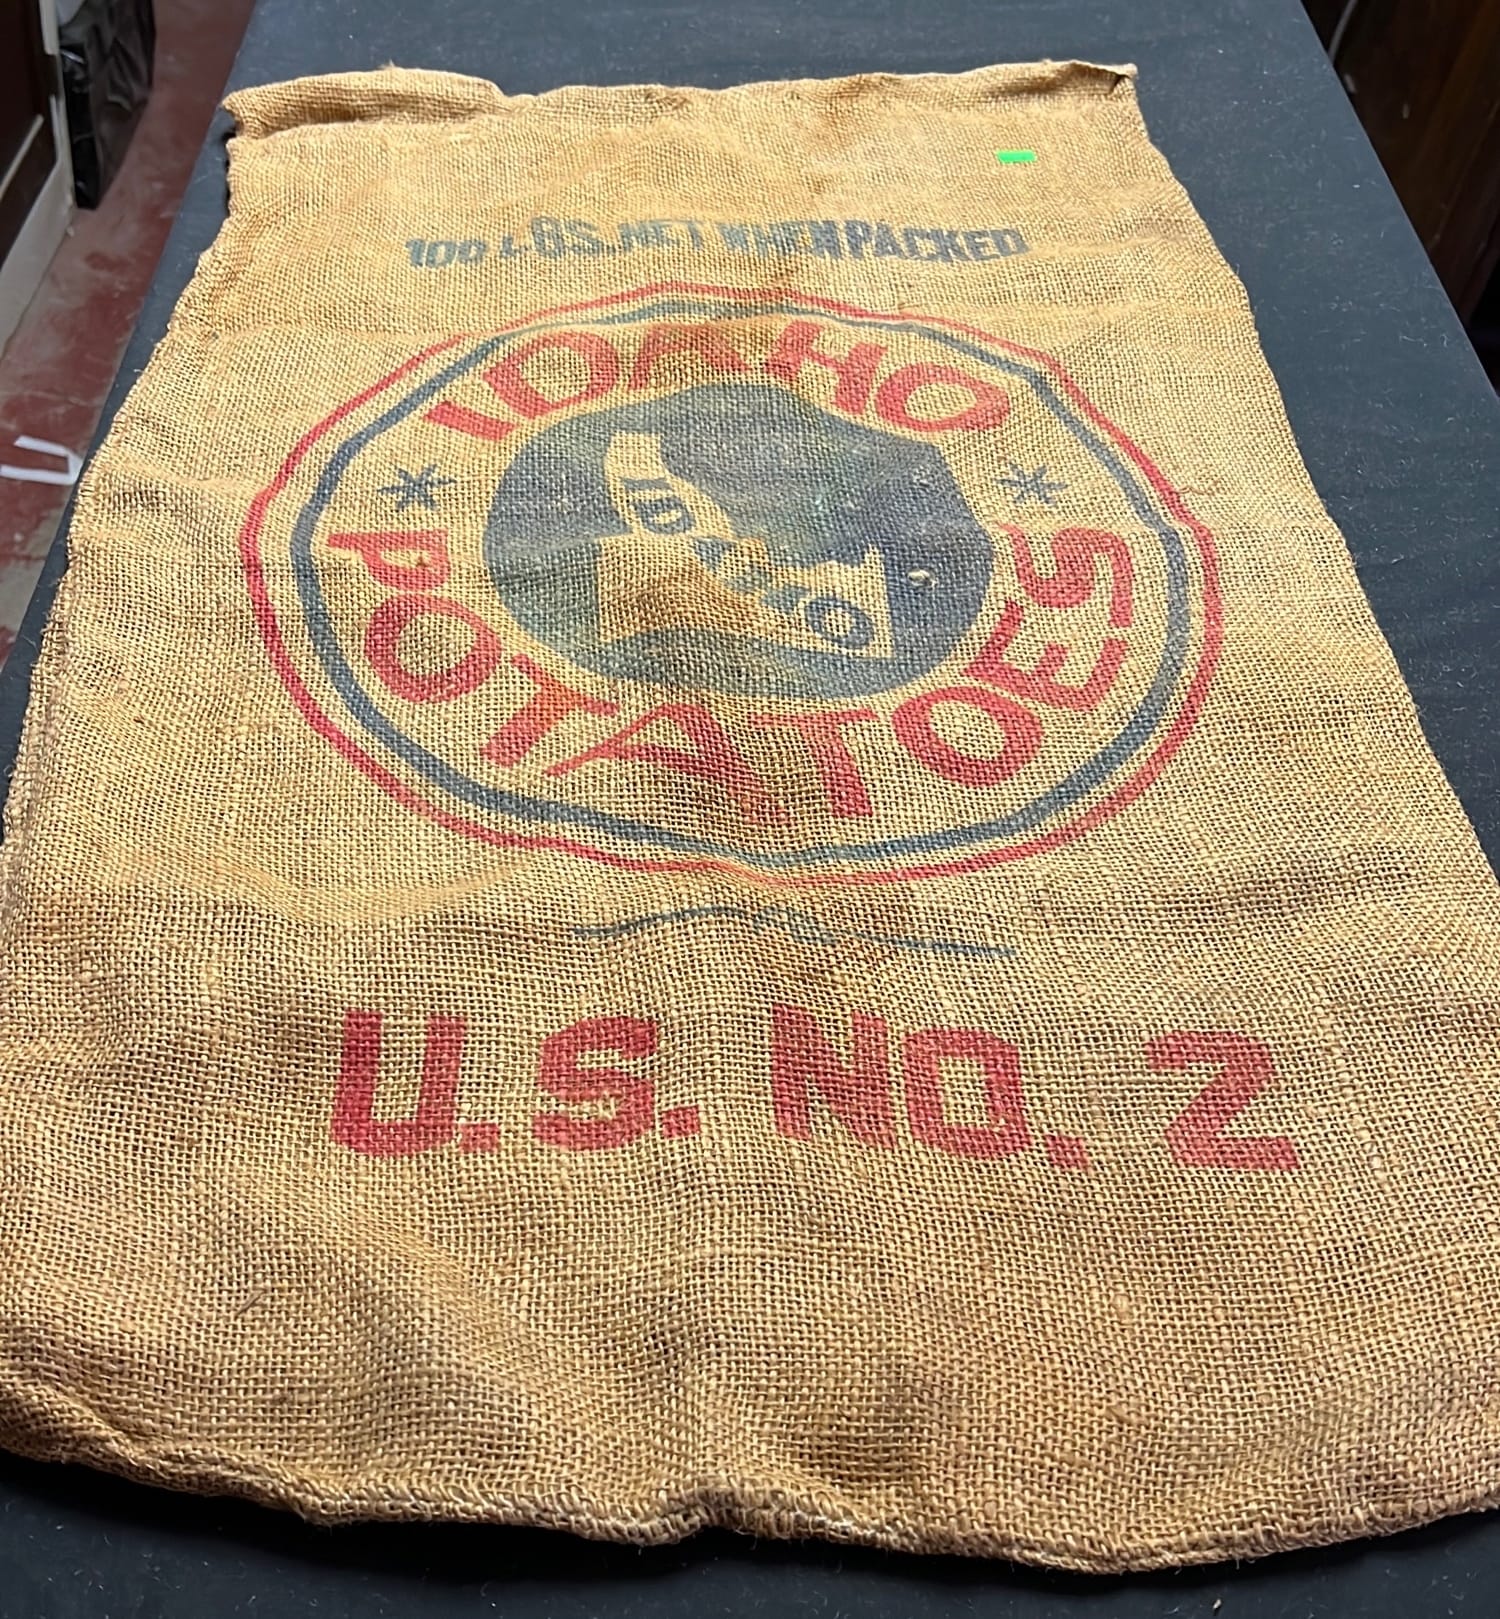 100 LBS. NET WHEN PACKED
IDAHO
IDAHO
POTATOES
U.S. NO. 2